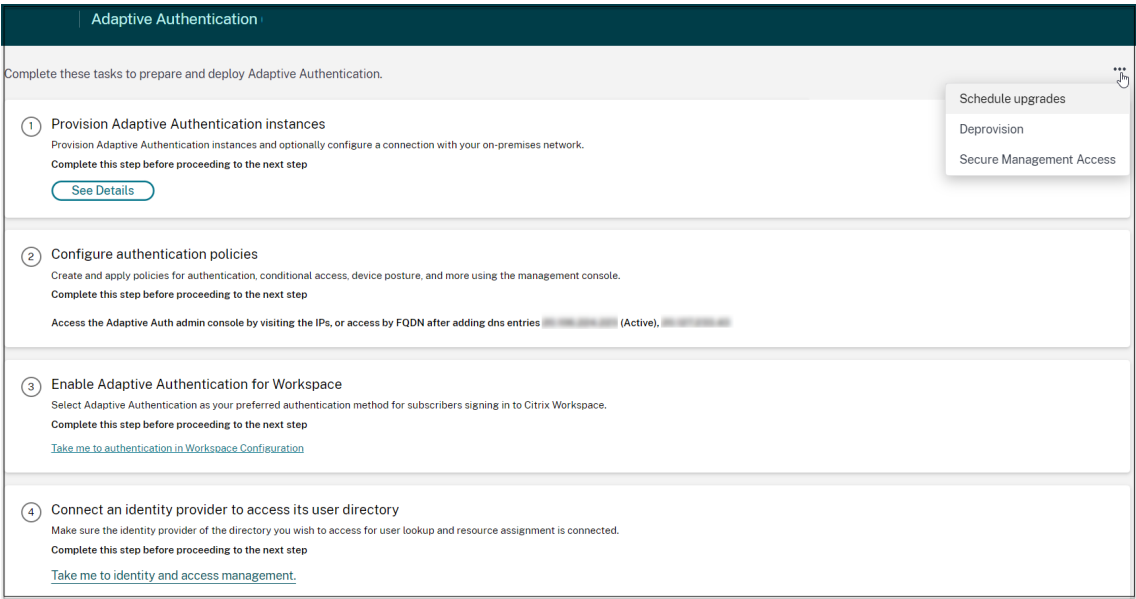 Adaptive Authentication
Complete these tasks to prepare and deploy Adaptive Authentication.
Schedule upgrades
Deprovision
Secure Management Access
1
Provision Adaptive Authentication instances
Provision Adaptive Authentication instances and optionally configure a connection with your on-premises network.
Complete this step before proceeding to the next step
See Details
2
Configure authentication policies
Create and apply policies for authentication, conditional access, device posture, and more using the management console.
Complete this step before proceeding to the next step
Access the Adaptive Auth admin console by visiting the IPs, or access by FQDN after adding dns entries (Active),
3
Enable Adaptive Authentication for Workspace
Select Adaptive Authentication as your preferred authentication method for subscribers signing in to Citrix Workspace.
Complete this step before proceeding to the next step
Take me to authentication in Workspace Configuration
4
Connect an identity provider to access its user directory
Make sure the identity provider of the directory you wish to access for user lookup and resource assignment is connected.
Complete this step before proceeding to the next step
Take me to identity and access management.